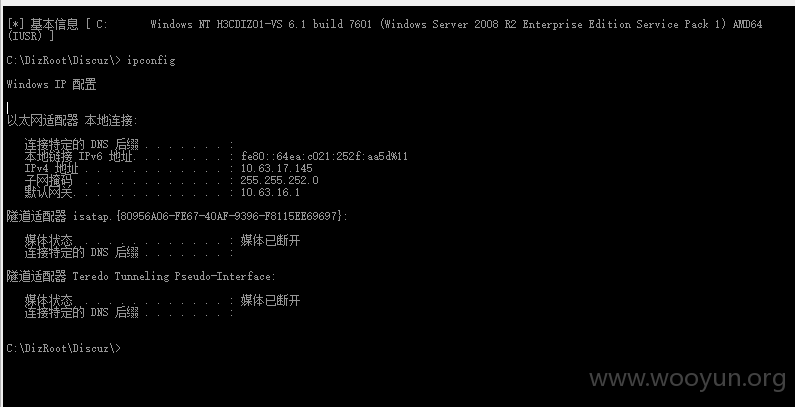 [*] 基本信息 [ C:      Windows NT H3CDIZ01-VS 6.1 build 7601 (Windows Server 2008 R2 Enterprise Edition Service Pack 1) AMD64
(IUSR) ]
C:\DizRoot\Discuz\> ipconfig
Windows IP 配置
以太网适配器 本地连接:
连接特定的 DNS 后缀 . . . . . . . :
本地链接 IPv6 地址. . . . . . . . : fe80::64ea:c021:252f:aa5d%11
IPv4 地址 . . . . . . . . . . . . : 10.63.17.145
子网掩码  . . . . . . . . . . . . : 255.255.252.0
默认网关. . . . . . . . . . . . . : 10.63.16.1
隧道适配器 isatap.{80956A06-FE67-40AF-9396-F8115EE69697}:
媒体状态  . . . . . . . . . . . . : 媒体已断开
连接特定的 DNS 后缀 . . . . . . . :
隧道适配器 Teredo Tunneling Pseudo-Interface:
媒体状态  . . . . . . . . . . . . : 媒体已断开
连接特定的 DNS 后缀 . . . . . . . :
C:\DizRoot\Discuz\>
www.wooyun.org